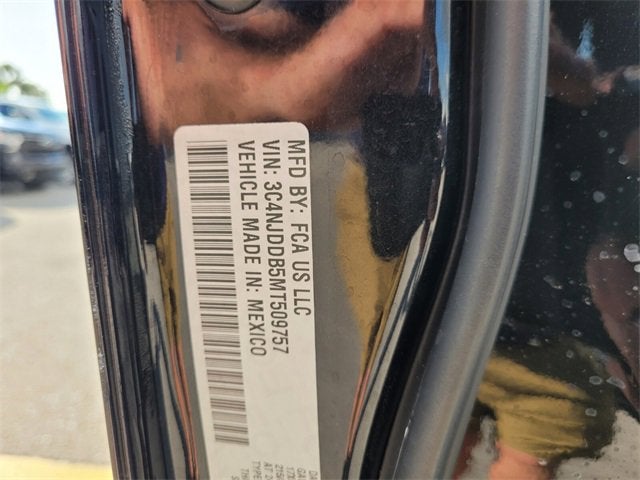 MFD BY: FCA US LLC
VIN: 3C4NJDDB5MT509757
VEHICLE MADE IN: MEXICO